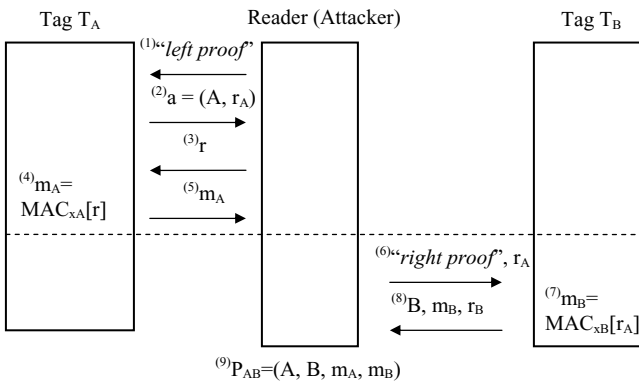 Tag T_A Reader (Attacker) Tag T_B
(1)“left proof”
(2)a = (A, r_A)
(3)r
(4)m_A=
MAC_xA[r]
(5)m_A
(6)“right proof”, r_A
(7)m_B=
MAC_xB[r_A]
(8)B, m_B, r_B
(9)P_AB=(A, B, m_A, m_B)